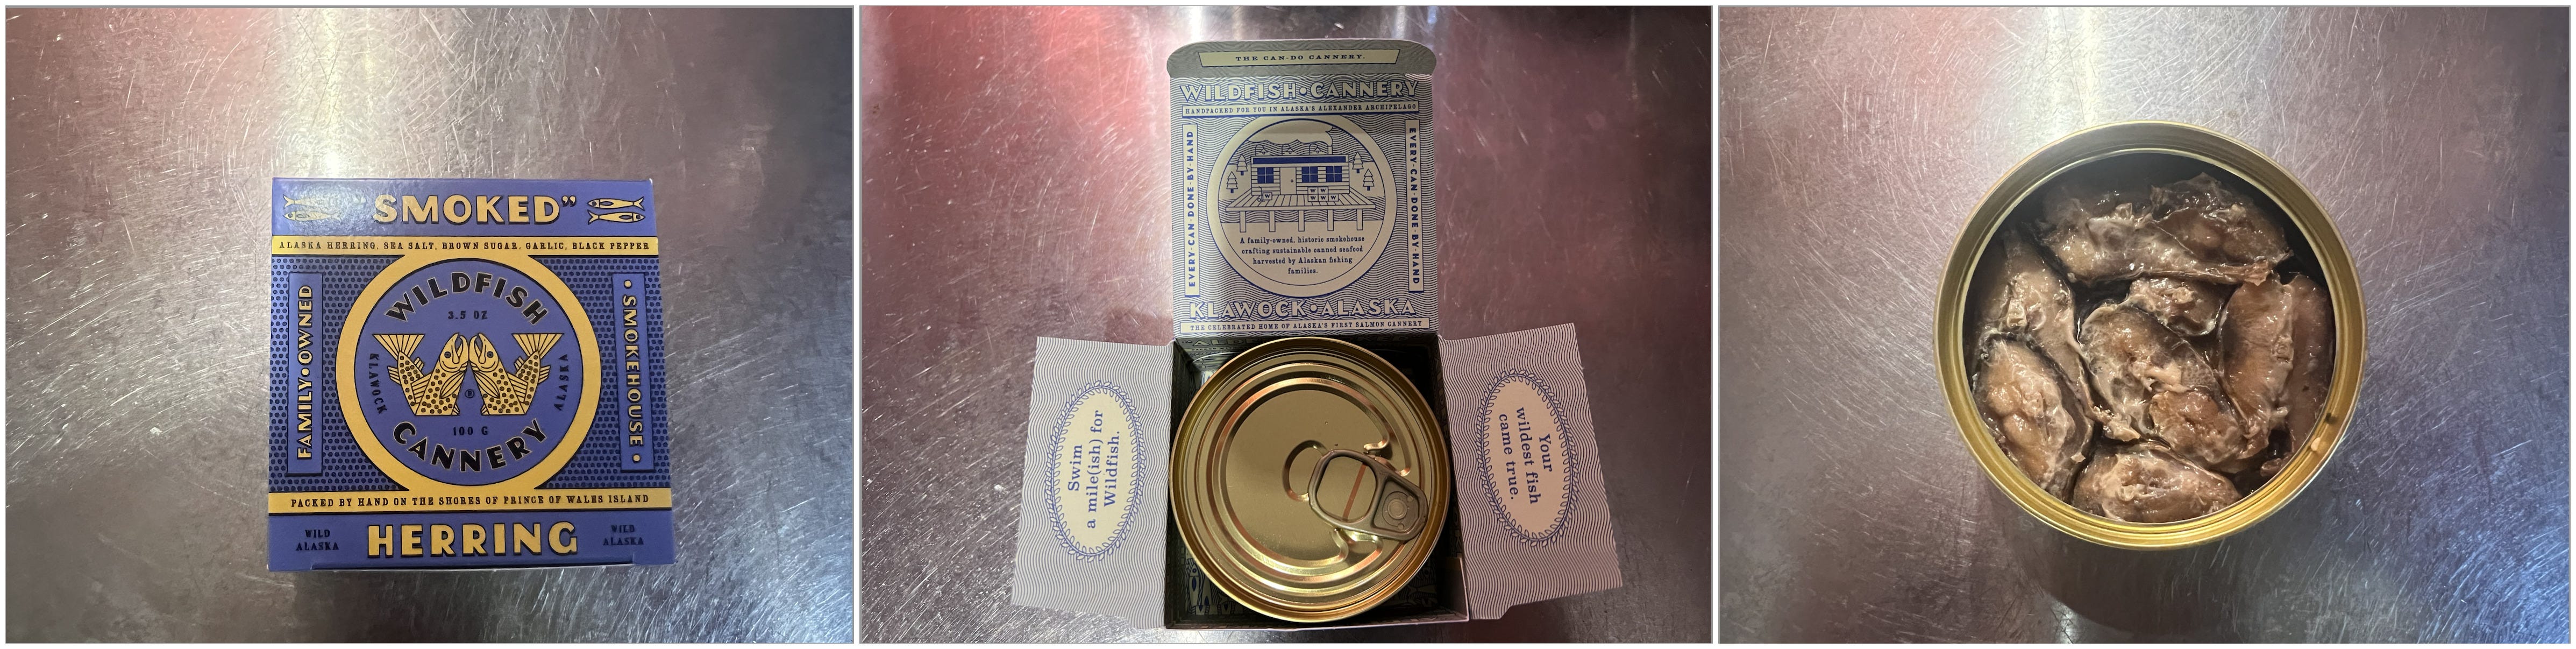 "SMOKED"
ALASKA HERRING, SEA SALT, BROWN SUGAR, GARLIC, BLACK PEPPER
FAMILY•OWNED
WILDFISH
3.5 OZ
KLAWOCK
ALASKA
®
100 G
CANNERY
• SMOKEHOUSE •
PACKED BY HAND ON THE SHORES OF PRINCE OF WALES ISLAND
WILD
ALASKA
HERRING
WILD
ALASKA
THE CAN-DO CANNERY.
WILDFISH•CANNERY
HANDPACKED FOR YOU IN ALASKA'S ALEXANDER ARCHIPELAGO
EVERY•CAN•DONE•BY•HAND
EVERY•CAN•DONE•BY•HAND
W
W W W
A family-owned, historic smokehouse
crafting sustainable canned seafood
harvested by Alaskan fishing
families.
KLAWOCK•ALASKA
THE CELEBRATED HOME OF ALASKA'S FIRST SALMON CANNERY
Swim
a mile(ish) for
Wildfish.
Your
wildest fish
came true.